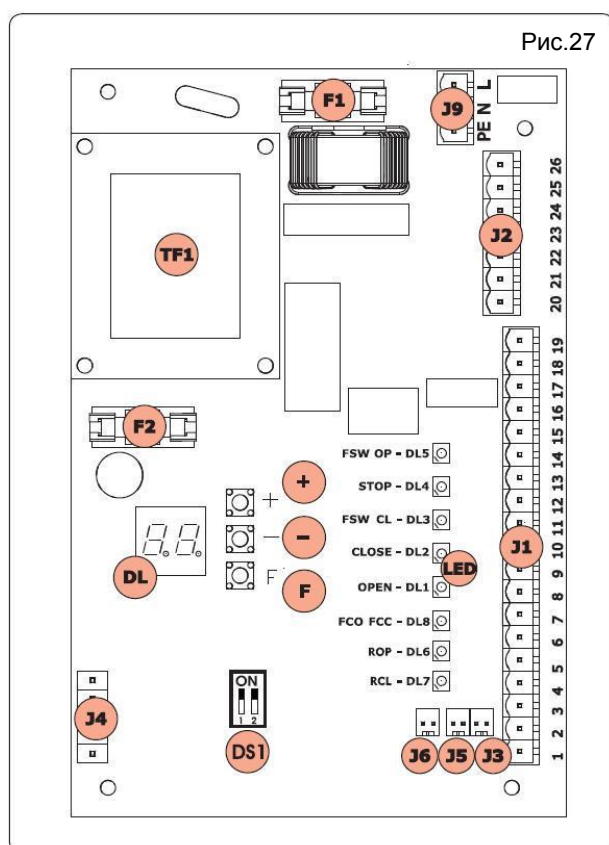 Рис.27
F1
J9
PE N L
TF1
J2
20 21 22 23 24 25 26
F2
FSW OP - DL5
STOP - DL4
FSW CL - DL3
CLOSE - DL2
OPEN - DL1
FCO FCC - DL8
ROP - DL6
RCL - DL7
LED
+ +
- -
F F
DL
J1
1 2 3 4 5 6 7 8 9 10 11 12 13 14 15 16 17 18 19
J4
ON
1 2
DS1
J6 J5 J3